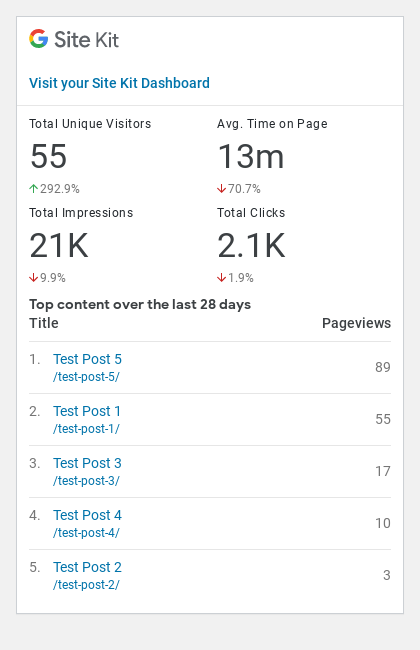 G Site Kit
Visit your Site Kit Dashboard
Total Unique Visitors
55
↑292.9%
Avg. Time on Page
13m
↓70.7%
Total Impressions
21K
↓9.9%
Total Clicks
2.1K
↓1.9%
Top content over the last 28 days
Title Pageviews
1. Test Post 5 89
/test-post-5/
2. Test Post 1 55
/test-post-1/
3. Test Post 3 17
/test-post-3/
4. Test Post 4 10
/test-post-4/
5. Test Post 2 3
/test-post-2/